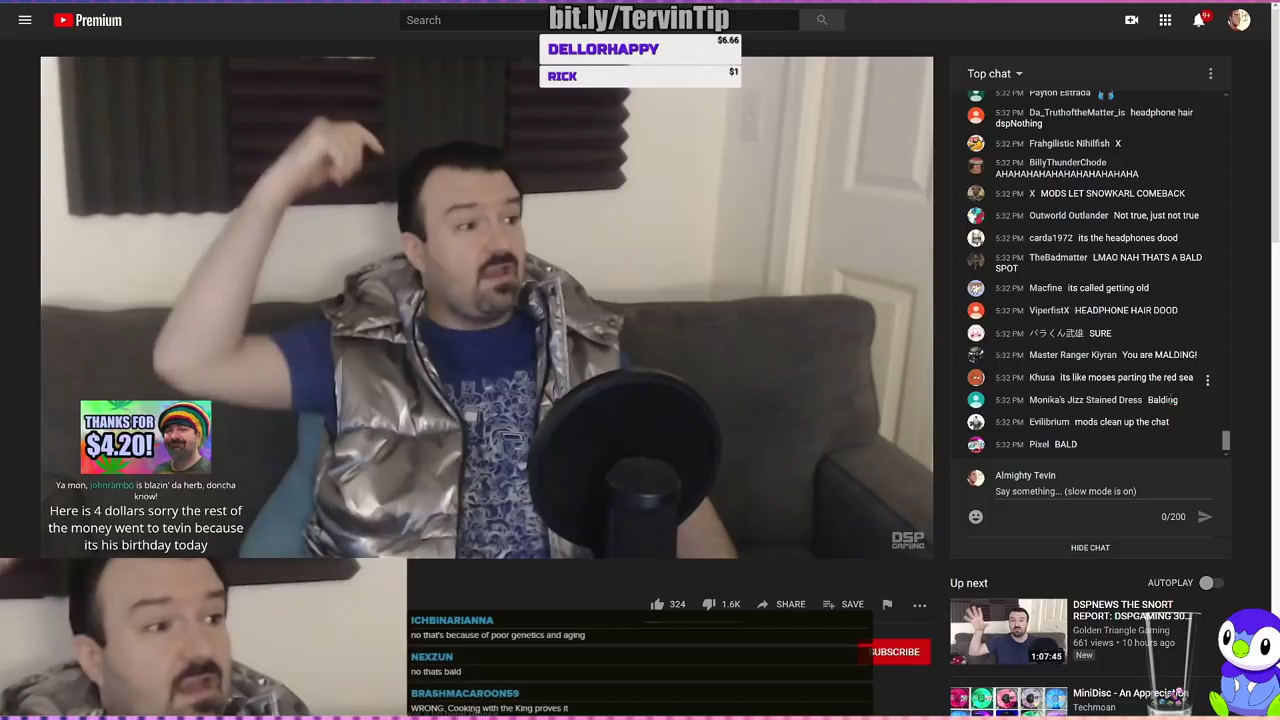 Premium
Search
bit.ly/TervinTip
9+
DELLORHAPPY $6.66
RICK $1
THANKS FOR
$4.20!
Ya mon, johnrambo is blazin' da herb, doncha
know!
Here is 4 dollars sorry the rest of
the money went to tevin because
its his birthday today
DSP
GAMING
324 1.6K SHARE SAVE
SUBSCRIBE
ICHBINARIANNA
no that's because of poor genetics and aging
NEXZUN
no thats bald
BRASHMACAROON59
WRONG. Cooking with the King proves it
Top chat
5:32 PM Payton Estrada
5:32 PM Da_TruthoftheMatter_is headphone hair
dspNothing
5:32 PM Frahgilistic Nihilfish X
5:32 PM BillyThunderChode
AHAHAHAHAHAHAHAHAHAHA
5:32 PM X MODS LET SNOWKARL COMEBACK
5:32 PM Outworld Outlander Not true, just not true
5:32 PM carda1972 its the headphones dood
5:32 PM TheBadmatter LMAO NAH THATS A BALD
SPOT
5:32 PM Macfine its called getting old
5:32 PM ViperfistX HEADPHONE HAIR DOOD
5:32 PM パラくん武雄 SURE
5:32 PM Master Ranger Kiyran You are MALDING!
5:32 PM Khusa its like moses parting the red sea
5:32 PM Monika's Jizz Stained Dress Balding
5:32 PM Evilibrium mods clean up the chat
5:32 PM Pixel BALD
Almighty Tevin
Say something... (slow mode is on)
0/200
HIDE CHAT
Up next AUTOPLAY
DSPNEWS THE SNORT
REPORT: DSPGAMING 30...
Golden Triangle Gaming
661 views • 10 hours ago
New
1:07:45
MiniDisc - An Appreciation
Techmoan